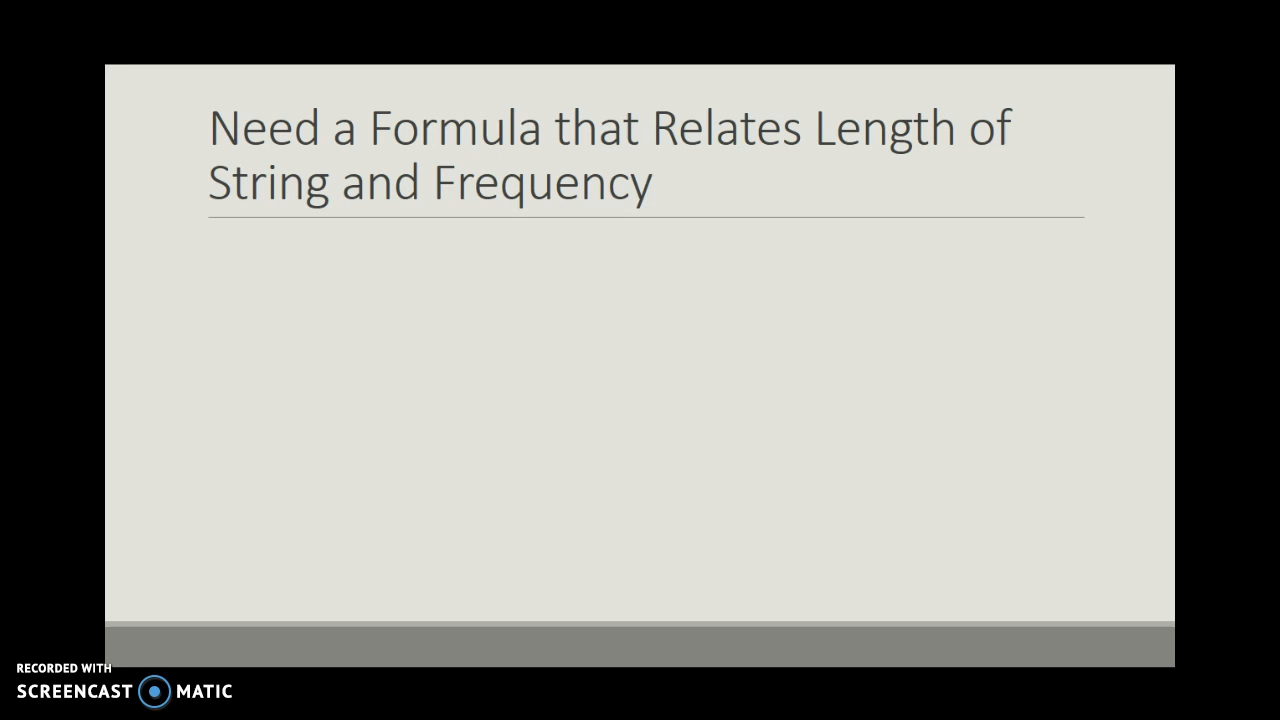 Need a Formula that Relates Length of
String and Frequency
RECORDED WITH
SCREENCAST MATIC